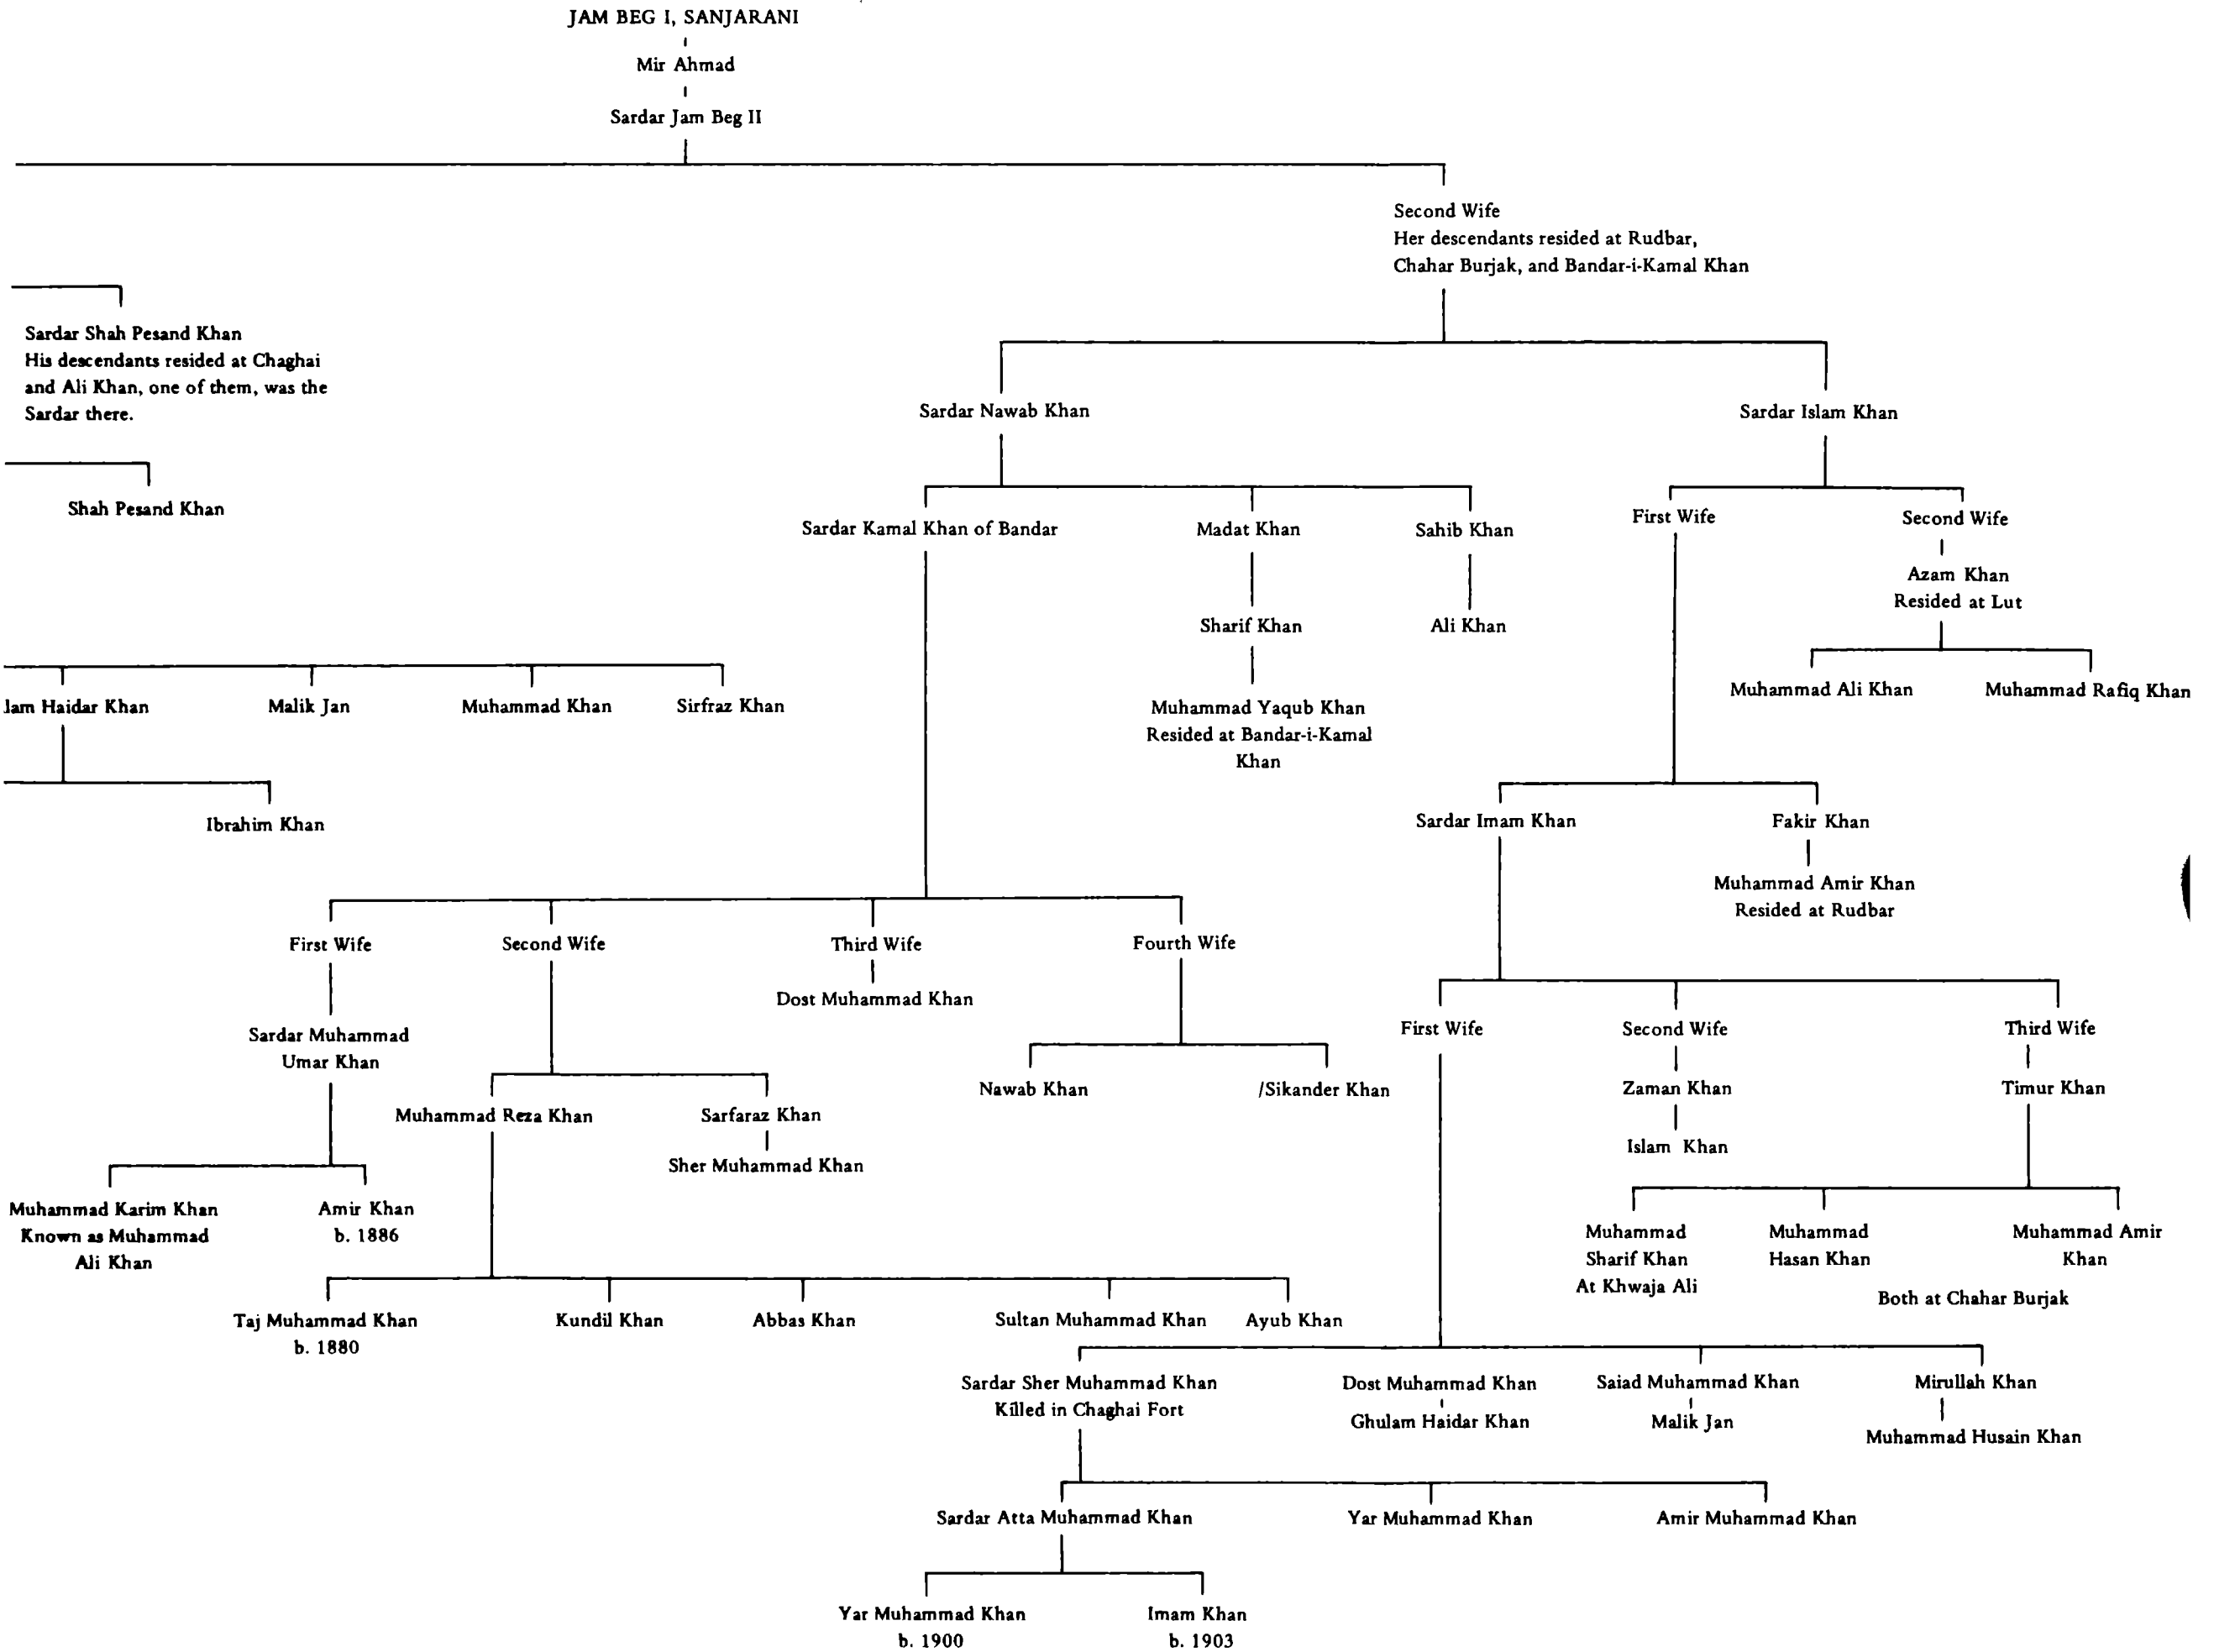 JAM BEG I, SANJARANI
Mir Ahmad
Sardar Jam Beg II
Second Wife
Her descendants resided at Rudbar,
Chahar Burjak, and Bandar-i-Kamal Khan
Sardar Shah Pesand Khan
His descendants resided at Chaghai
and Ali Khan, one of them, was the
Sardar there.
Sardar Nawab Khan
Sardar Islam Khan
Shah Pesand Khan
Sardar Kamal Khan of Bandar
Madat Khan
Sahib Khan
First Wife
Second Wife
Azam Khan
Resided at Lut
Sharif Khan
Ali Khan
lam Haidar Khan
Malik Jan
Muhammad Khan
Sirfraz Khan
Muhammad Yaqub Khan
Resided at Bandar-i-Kamal
Khan
Muhammad Ali Khan
Muhammad Rafiq Khan
Ibrahim Khan
Sardar Imam Khan
Fakir Khan
Muhammad Amir Khan
Resided at Rudbar
First Wife
Second Wife
Third Wife
Fourth Wife
Dost Muhammad Khan
Sardar Muhammad
Umar Khan
First Wife
Second Wife
Third Wife
Nawab Khan
/Sikander Khan
Zaman Khan
Timur Khan
Muhammad Reza Khan
Sarfaraz Khan
Islam Khan
Sher Muhammad Khan
Muhammad Karim Khan
Known as Muhammad
Ali Khan
Amir Khan
b. 1886
Muhammad
Sharif Khan
At Khwaja Ali
Muhammad
Hasan Khan
Muhammad Amir
Khan
Both at Chahar Burjak
Taj Muhammad Khan
b. 1880
Kundil Khan
Abbas Khan
Sultan Muhammad Khan
Ayub Khan
Sardar Sher Muhammad Khan
Killed in Chaghai Fort
Dost Muhammad Khan
Ghulam Haidar Khan
Saiad Muhammad Khan
Malik Jan
Mirullah Khan
Muhammad Husain Khan
Sardar Atta Muhammad Khan
Yar Muhammad Khan
Amir Muhammad Khan
Yar Muhammad Khan
b. 1900
Imam Khan
b. 1903